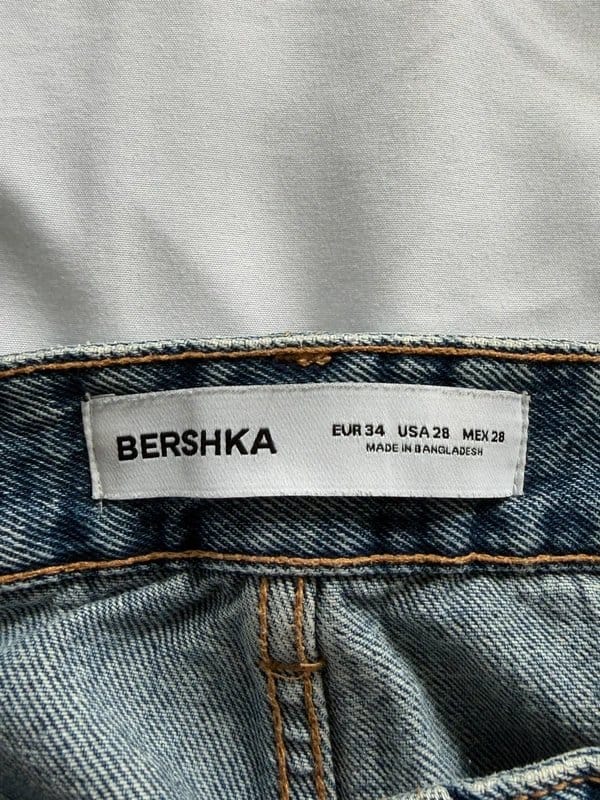 BERSHKA
EUR 34 USA 28 MEX 28
MADE IN BANGLADESH